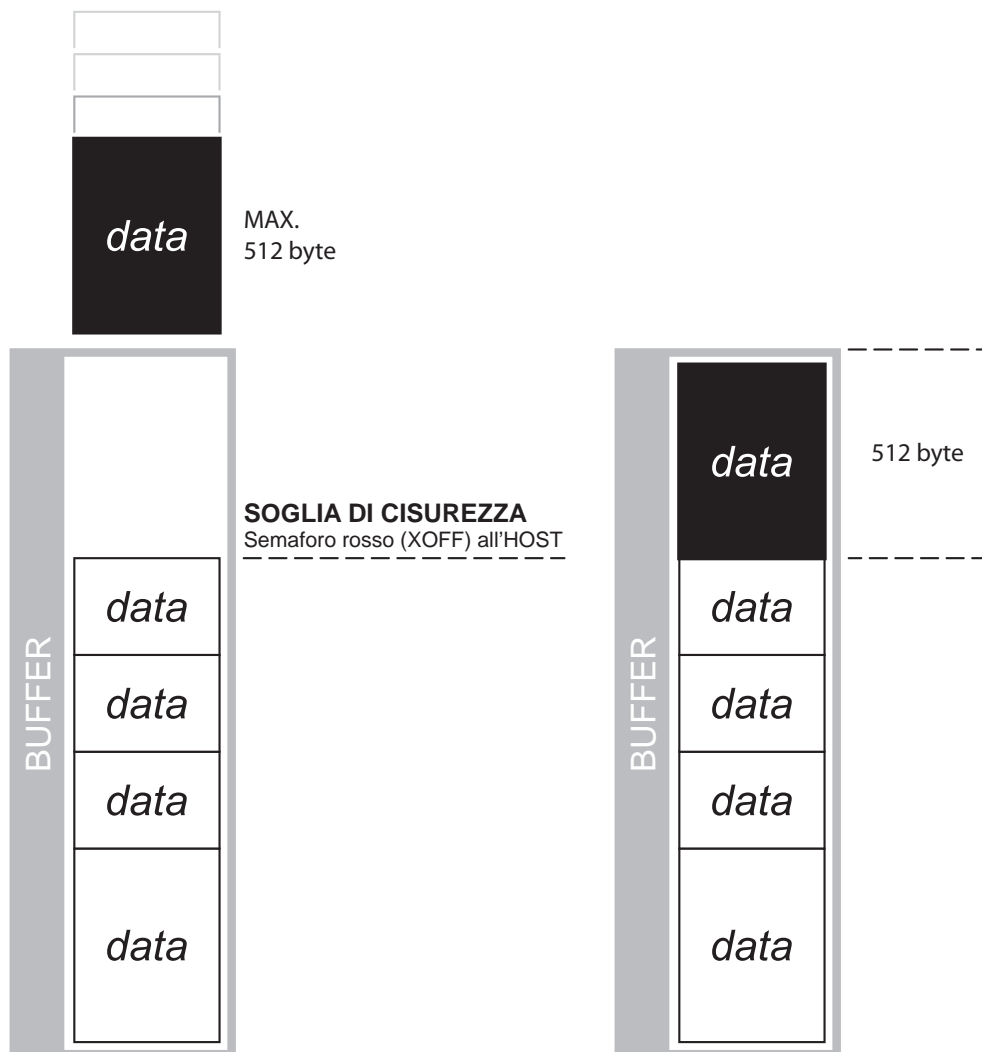 data
MAX.
512 byte
SOGLIA DI CISUREZZA
Semaforo rosso (XOFF) all'HOST
BUFFER
data
data
data
data
BUFFER
data
512 byte
data
data
data
data